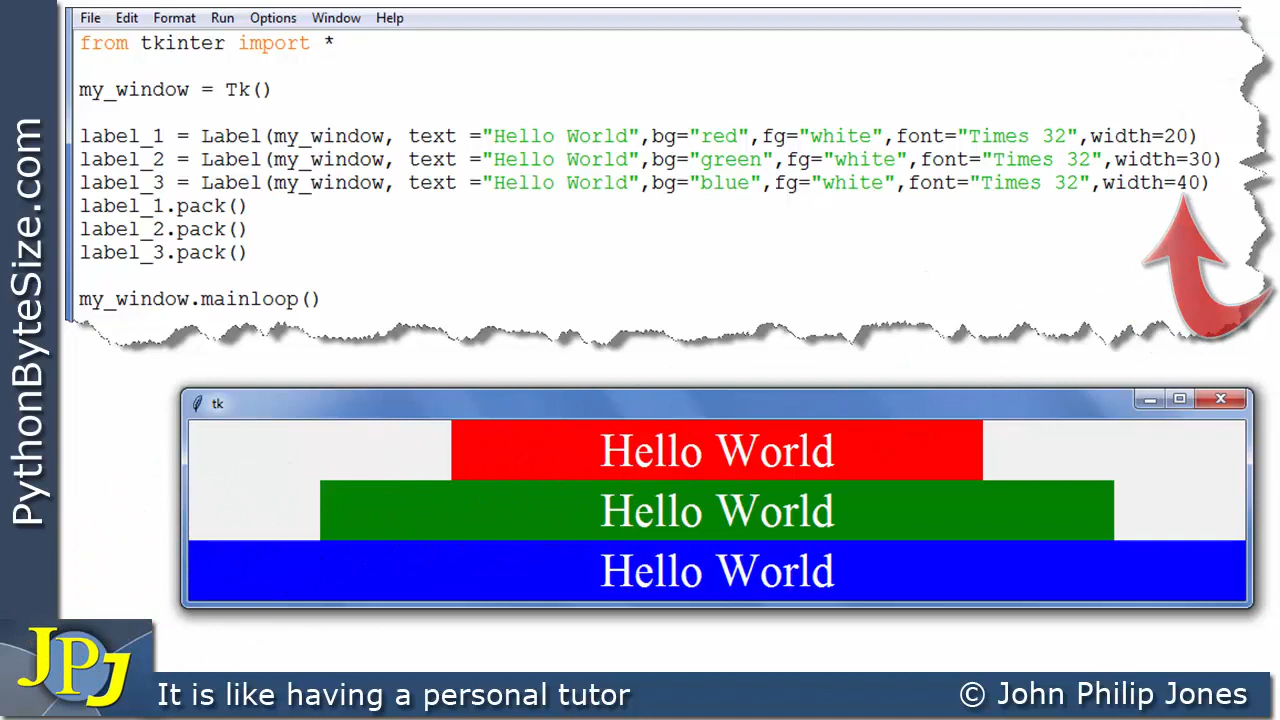 PythonByteSize.com
File Edit Format Run Options Window Help
from tkinter import *
my_window = Tk()
label_1 = Label(my_window, text ="Hello World",bg="red",fg="white",font="Times 32",width=20)
label_2 = Label(my_window, text ="Hello World",bg="green",fg="white",font="Times 32",width=30)
label_3 = Label(my_window, text ="Hello World",bg="blue",fg="white",font="Times 32",width=40)
label_1.pack()
label_2.pack()
label_3.pack()
my_window.mainloop()
tk
Hello World
Hello World
Hello World
JPJ
It is like having a personal tutor
© John Philip Jones